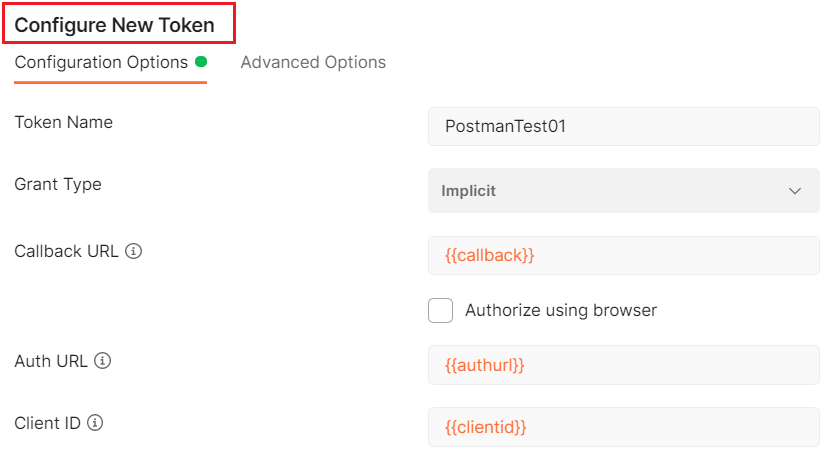 Configure New Token
Configuration Options Advanced Options
Token Name PostmanTest01
Grant Type Implicit
Callback URL {{callback}}
Authorize using browser
Auth URL {{authurl}}
Client ID {{clientid}}